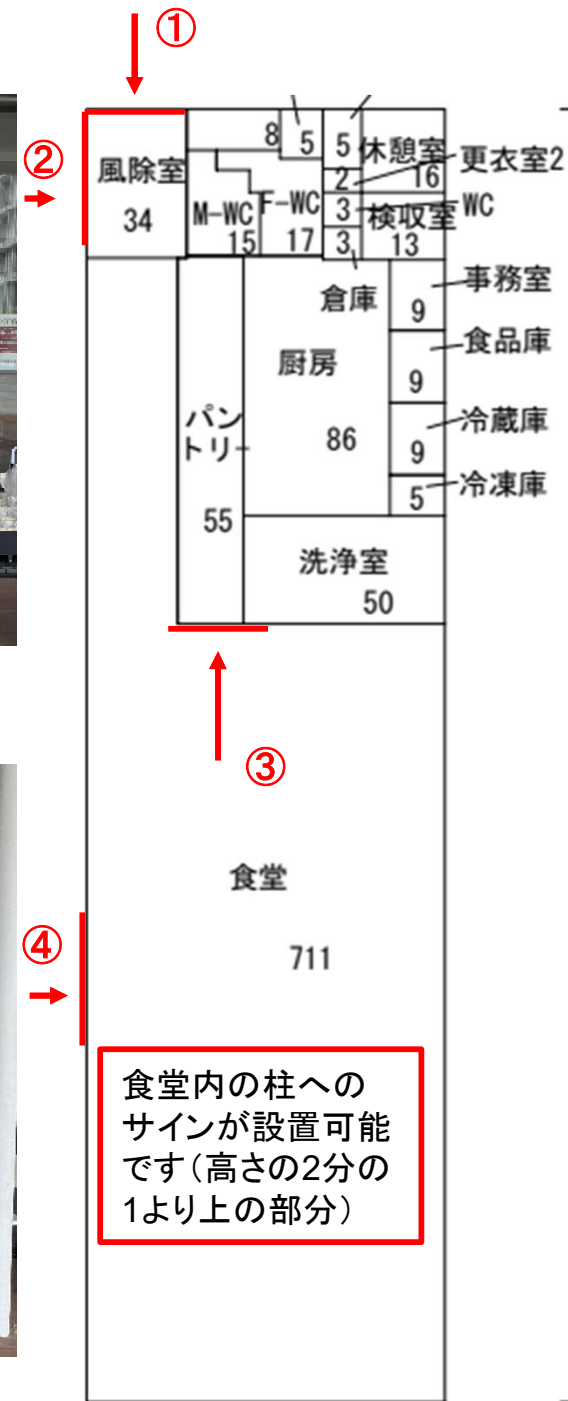 ①
②
風除室
34
8
5
5
休憩室
16
更衣室2
2
M-WC
15
F-WC
17
3
WC
検収室
13
3
倉庫
事務室
9
厨房
86
食品庫
9
パン
トリー
55
冷蔵庫
9
冷凍庫
5
洗浄室
50
③
食堂
711
④
食堂内の柱への
サインが設置可能
です(高さの2分の
1より上の部分)